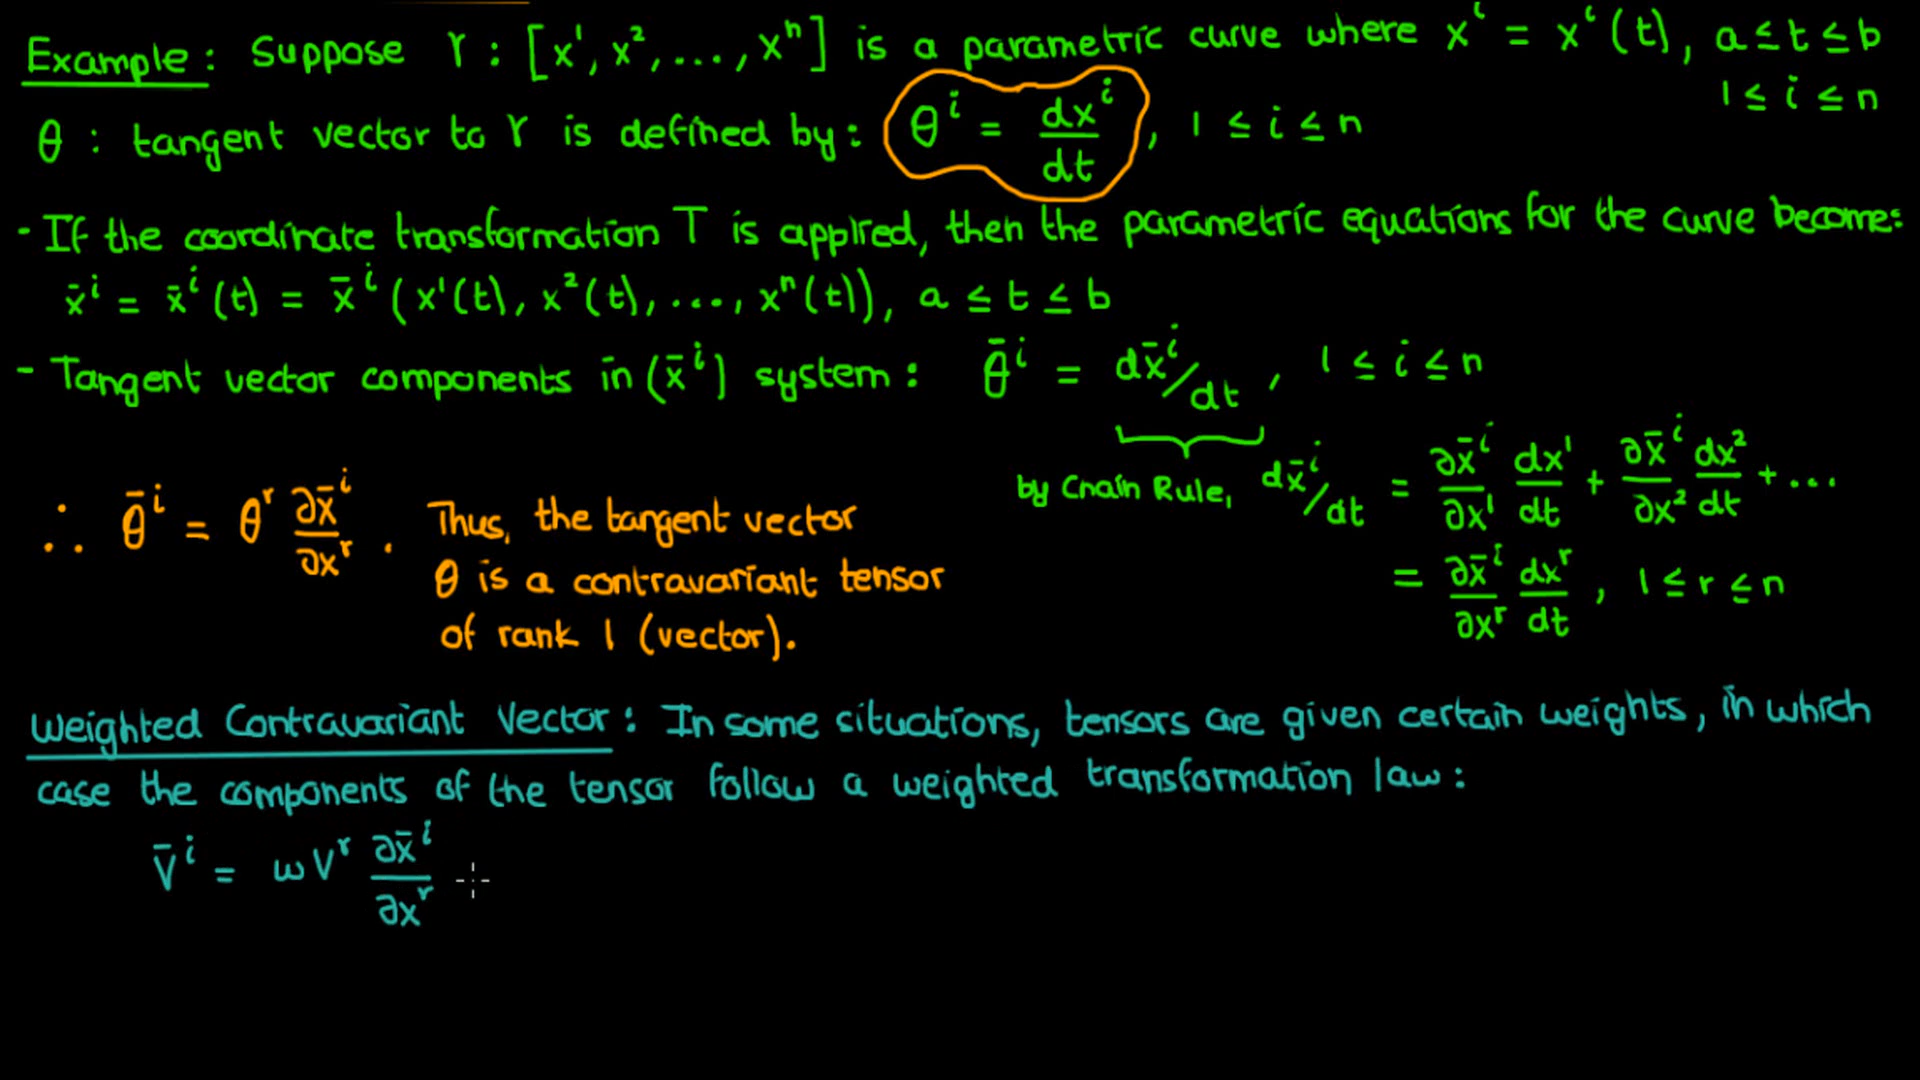 Example: Suppose γ : [x¹, x², ..., xⁿ] is a parametric curve where xⁱ = xⁱ(t), a ≤ t ≤ b
1 ≤ i ≤ n
θ : tangent vector to γ is defined by: θⁱ = dxⁱ/dt, 1 ≤ i ≤ n
- If the coordinate transformation T is applied, then the parametric equations for the curve become:
x̄ⁱ = x̄ⁱ(t) = x̄ⁱ(x¹(t), x²(t), ..., xⁿ(t)), a ≤ t ≤ b
- Tangent vector components in (x̄ⁱ) system: θ̄ⁱ = dx̄ⁱ/dt, 1 ≤ i ≤ n
by Chain Rule, dx̄ⁱ/dt = ∂x̄ⁱ/∂x¹ dx¹/dt + ∂x̄ⁱ/∂x² dx²/dt + ...
= ∂x̄ⁱ/∂xʳ dxʳ/dt, 1 ≤ r ≤ n
∴ θ̄ⁱ = θʳ ∂x̄ⁱ/∂xʳ. Thus, the tangent vector
θ is a contravariant tensor
of rank 1 (vector).
Weighted Contravariant Vector: In some situations, tensors are given certain weights, in which
case the components of the tensor follow a weighted transformation law:
V̄ⁱ = wVʳ ∂x̄ⁱ/∂xʳ